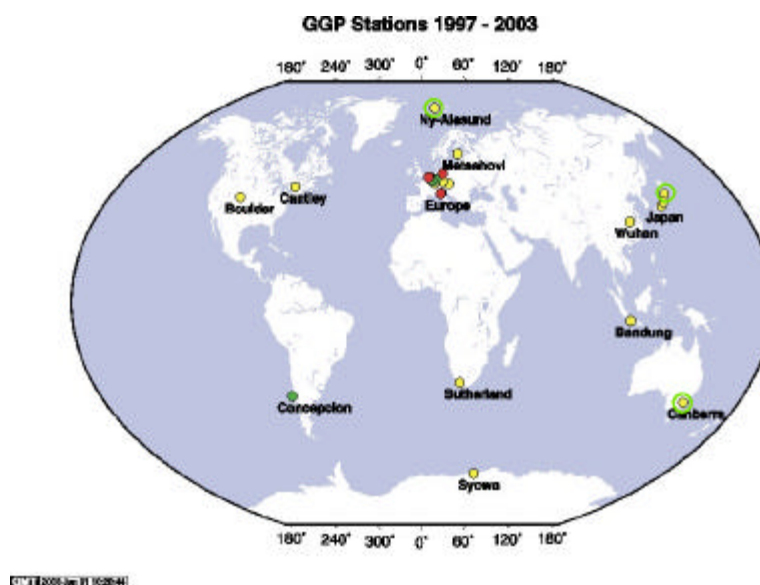 GGP Stations 1997 - 2003
180° 240° 300° 0° 60° 120° 180°
Ny-Alesund
Metsahovi
Cantley
Boulder
Europe
Japan
Wuhan
Bandung
Sutherland
Concepcion
Canberra
Syowa
180° 240° 300° 0° 60° 120° 180°